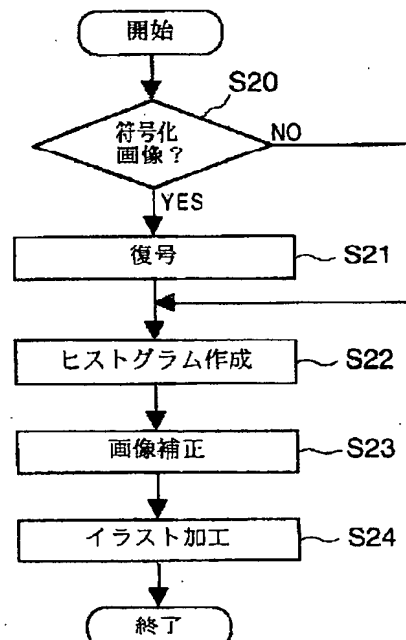 開始
S20
符号化
画像？
NO
YES
復号
S21
ヒストグラム作成
S22
画像補正
S23
イラスト加工
S24
終了